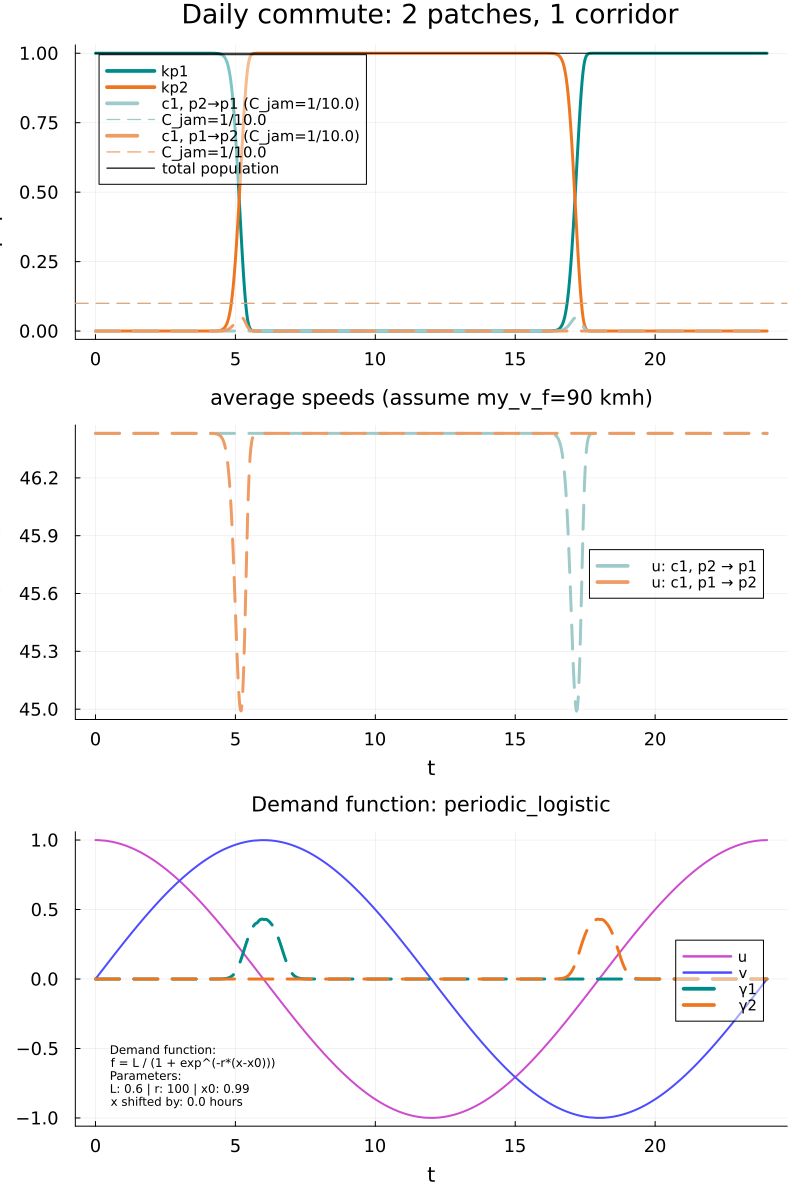 Daily commute: 2 patches, 1 corridor
1.00
0.75
0.50
0.25
0.00
kp1
kp2
c1, p2→p1 (C_jam=1/10.0)
C_jam=1/10.0
c1, p1→p2 (C_jam=1/10.0)
C_jam=1/10.0
total population
0 5 10 15 20
average speeds (assume my_v_f=90 kmh)
46.2
45.9
45.6
45.3
45.0
u: c1, p2 → p1
u: c1, p1 → p2
0 5 10 15 20
t
Demand function: periodic_logistic
1.0
0.5
0.0
−0.5
−1.0
u
v
γ1
γ2
Demand function:
f = L / (1 + exp^(-r*(x-x0)))
Parameters:
L: 0.6 | r: 100 | x0: 0.99
x shifted by: 0.0 hours
0 5 10 15 20
t